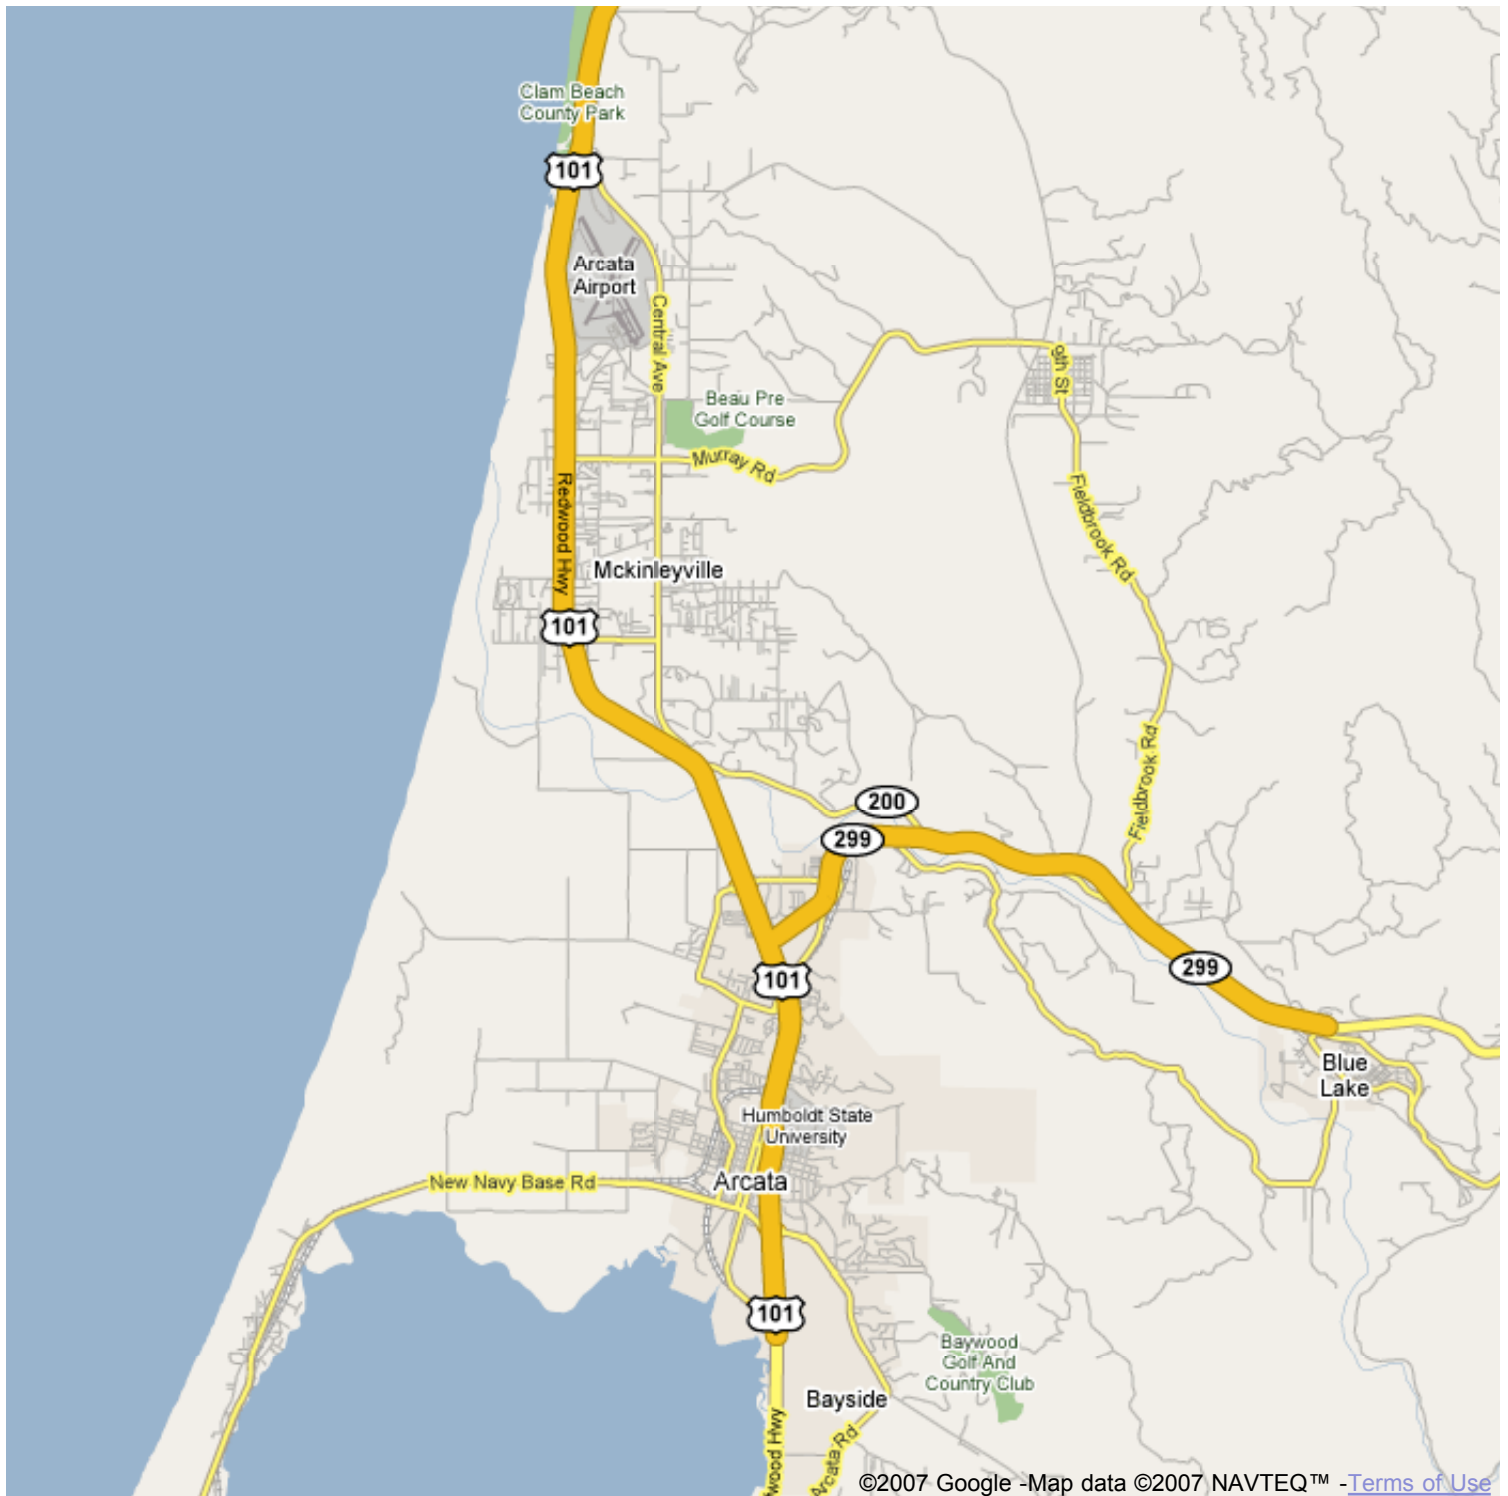 Clam Beach
County Park
101
Arcata
Airport
Central Ave
9th St
Beau Pre
Golf Course
Murray Rd
Redwood Hwy
Fieldbrook Rd
Mckinleyville
101
Fieldbrook Rd
200
299
299
101
Blue
Lake
Humboldt State
University
New Navy Base Rd
Arcata
101
Baywood
Golf And
Country Club
Bayside
wood Hwy
Arcata Rd
©2007 Google -Map data ©2007 NAVTEQ™ -Terms of Use